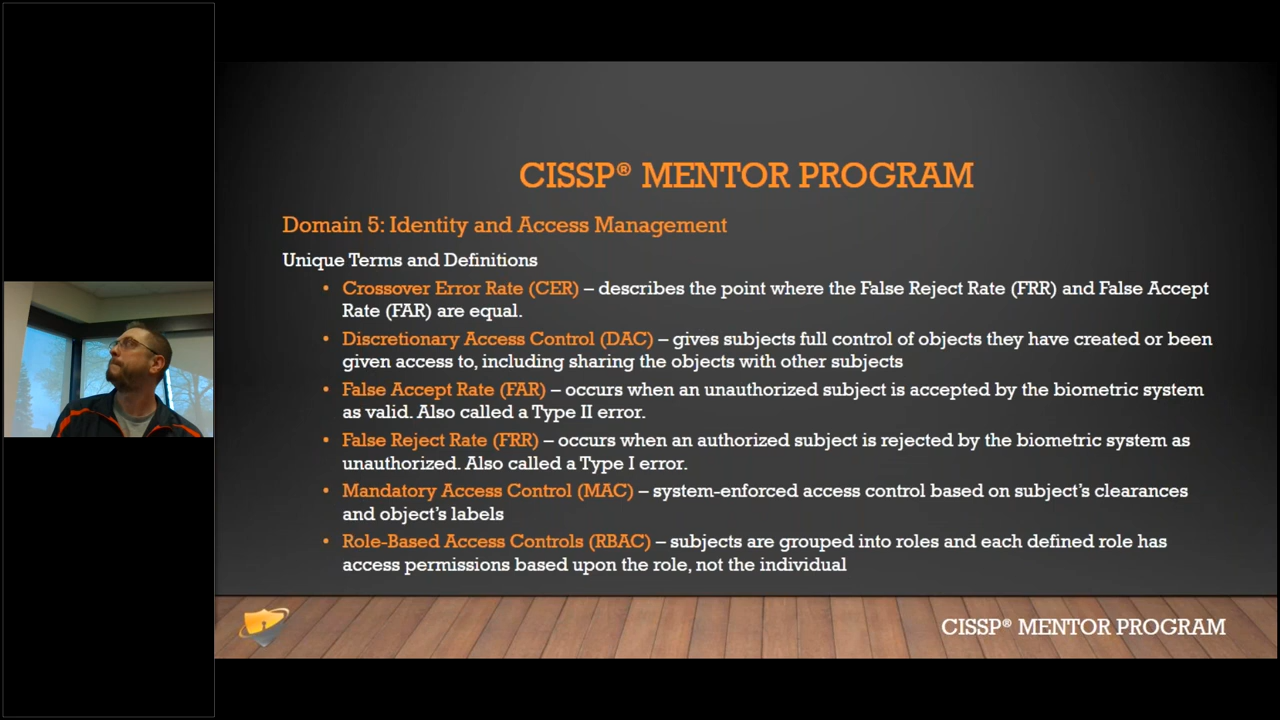 CISSP® MENTOR PROGRAM
Domain 5: Identity and Access Management
Unique Terms and Definitions
• Crossover Error Rate (CER) – describes the point where the False Reject Rate (FRR) and False Accept
Rate (FAR) are equal.
• Discretionary Access Control (DAC) – gives subjects full control of objects they have created or been
given access to, including sharing the objects with other subjects
• False Accept Rate (FAR) – occurs when an unauthorized subject is accepted by the biometric system
as valid. Also called a Type II error.
• False Reject Rate (FRR) – occurs when an authorized subject is rejected by the biometric system as
unauthorized. Also called a Type I error.
• Mandatory Access Control (MAC) – system-enforced access control based on subject’s clearances
and object’s labels
• Role-Based Access Controls (RBAC) – subjects are grouped into roles and each defined role has
access permissions based upon the role, not the individual
CISSP® MENTOR PROGRAM